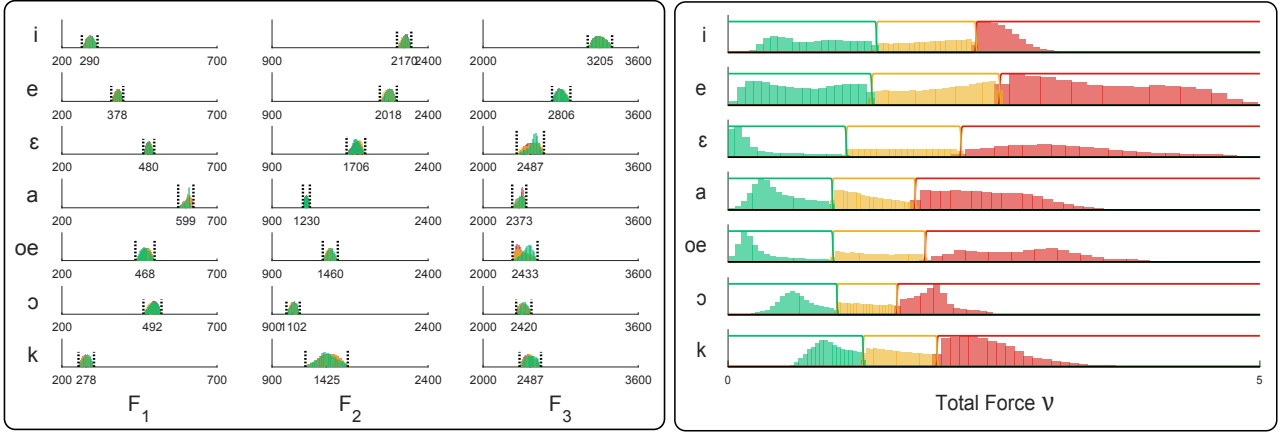 i
200 290 700
900 2170 2400
2000 3205 3600
e
200 378 700
900 2018 2400
2000 2806 3600
ε
200 480 700
900 1706 2400
2000 2487 3600
a
200 599 700
900 1230 2400
2000 2373 3600
oe
200 468 700
900 1460 2400
2000 2433 3600
ɔ
200 492 700
900 1102 2400
2000 2420 3600
k
200 278 700
900 1425 2400
2000 2487 3600
F1
F2
F3
i
e
ε
a
oe
ɔ
k
0 5
Total Force ν